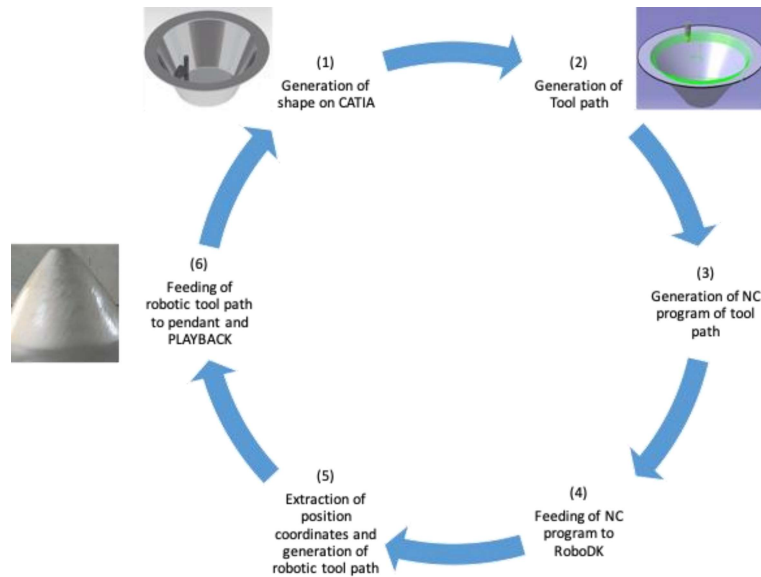 (1)
Generation of
shape on CATIA
(2)
Generation of
Tool path
(3)
Generation of NC
program of tool
path
(4)
Feeding of NC
program to
RoboDK
(5)
Extraction of
position
coordinates and
generation of
robotic tool path
(6)
Feeding of
robotic tool path
to pendant and
PLAYBACK